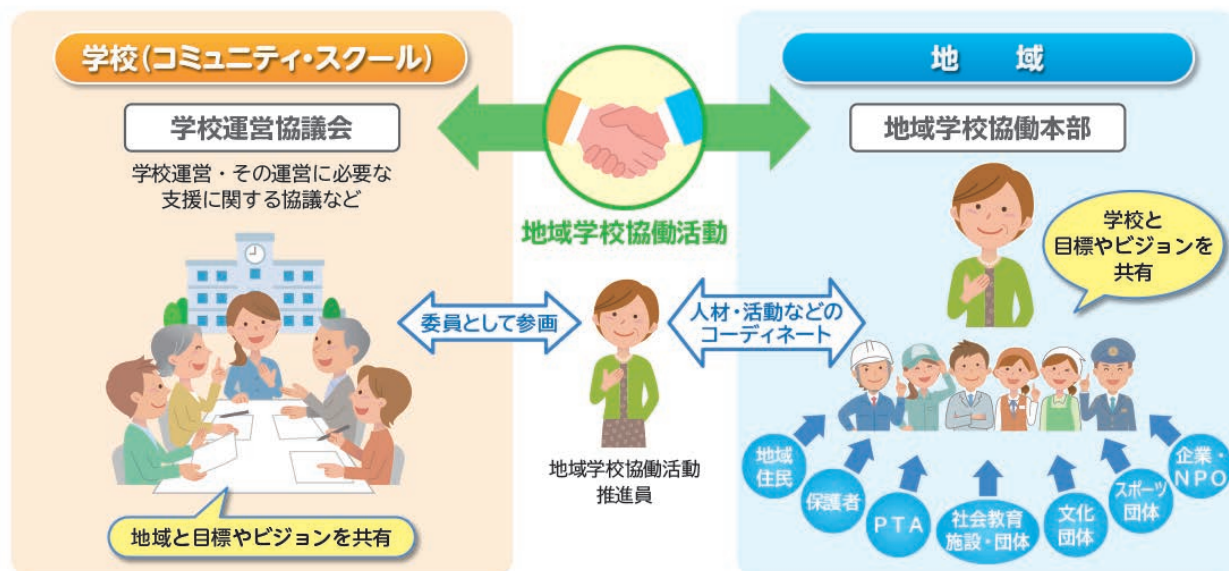 学校(コミュニティ・スクール)
学校運営協議会
学校運営・その運営に必要な
支援に関する協議など
地域と目標やビジョンを共有
地域学校協働活動
委員として参画
人材・活動などの
コーディネート
地域学校協働活動
推進員
地　域
地域学校協働本部
学校と
目標やビジョンを
共有
地域
住民
保護者
PTA
社会教育
施設・団体
文化
団体
スポーツ
団体
企業・
NPO